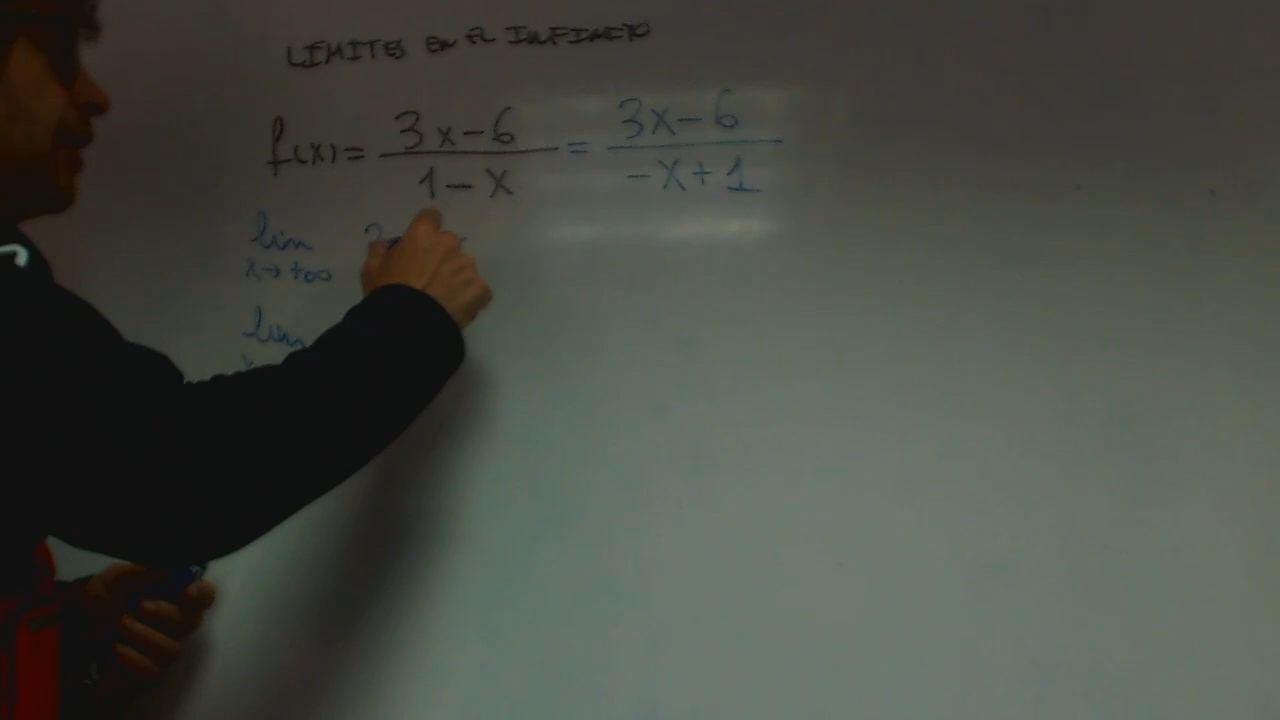 LIMITES EN EL INFINITO
f(x) = (3x-6)/(1-x) = (3x-6)/(-x+1)
lim
x→+∞
lim
x